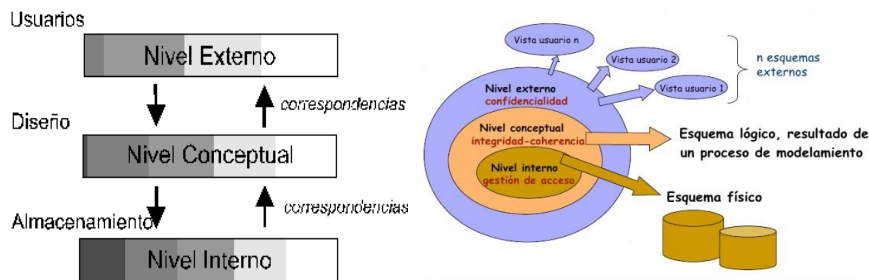 Usuarios
Nivel Externo
correspondencias
Diseño
Nivel Conceptual
correspondencias
Almacenamiento
Nivel Interno
Vista usuario n
Vista usuario 2
Vista usuario 1
n esquemas
externos
Nivel externo
confidencialidad
Nivel conceptual
integridad-coherencia
Nivel interno
gestión de acceso
Esquema lógico, resultado de
un proceso de modelamiento
Esquema físico